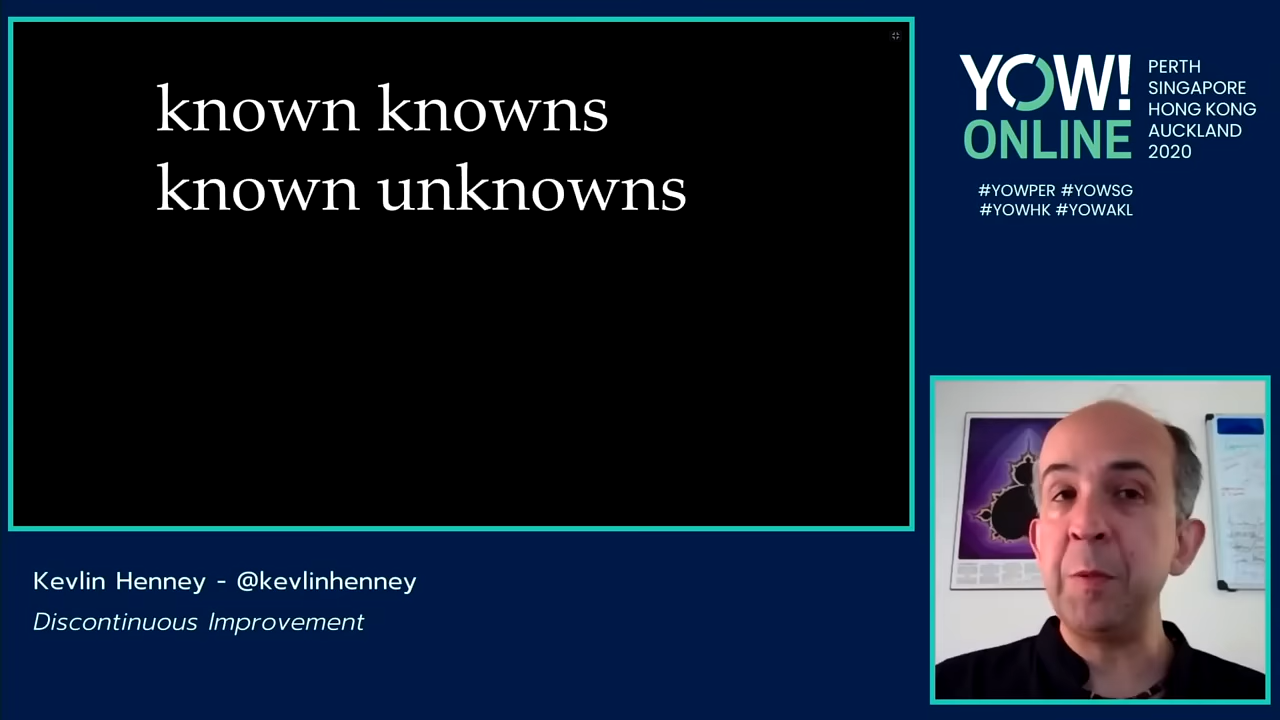 known knowns
known unknowns
YOW!
ONLINE
PERTH
SINGAPORE
HONG KONG
AUCKLAND
2020
#YOWPER #YOWSG
#YOWHK #YOWAKL
Kevlin Henney - @kevlinhenney
Discontinuous Improvement